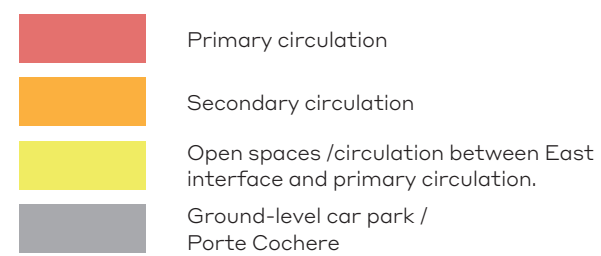 Primary circulation
Secondary circulation
Open spaces /circulation between East
interface and primary circulation.
Ground-level car park /
Porte Cochere